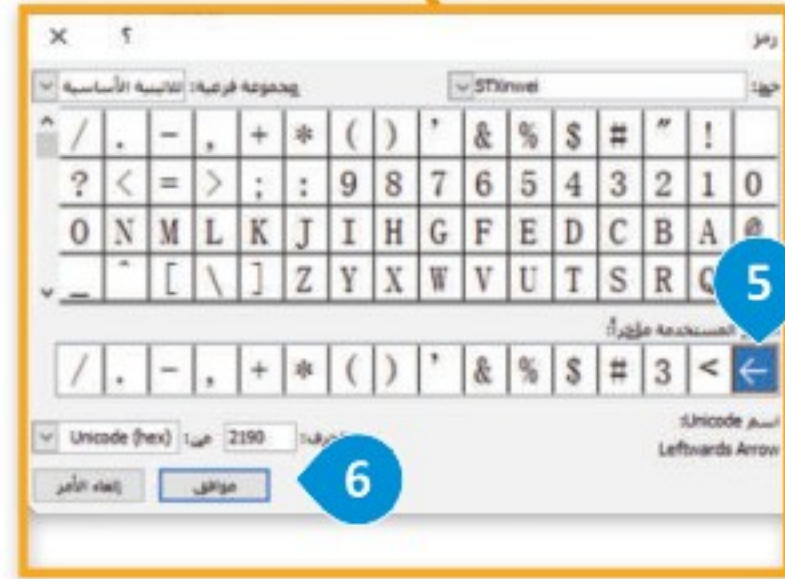 رمز ؟ ×
STXinwei مجموعة فرعية: اللاتينية الأساسية
! " # $ % & ' ) ( * + , - . /
0 1 2 3 4 5 6 7 8 9 : ; > = < ?
@ A B C D E F G H I J K L M N O
Q R S T U V W X Y Z ] \ [ ^ _
5
المستخدمة مؤخراً:
← < 3 # $ % & ' ) ( * + , - . /
اسم Unicode:
Leftwards Arrow
2190 من: Unicode (hex)
6
موافق إلغاء الأمر